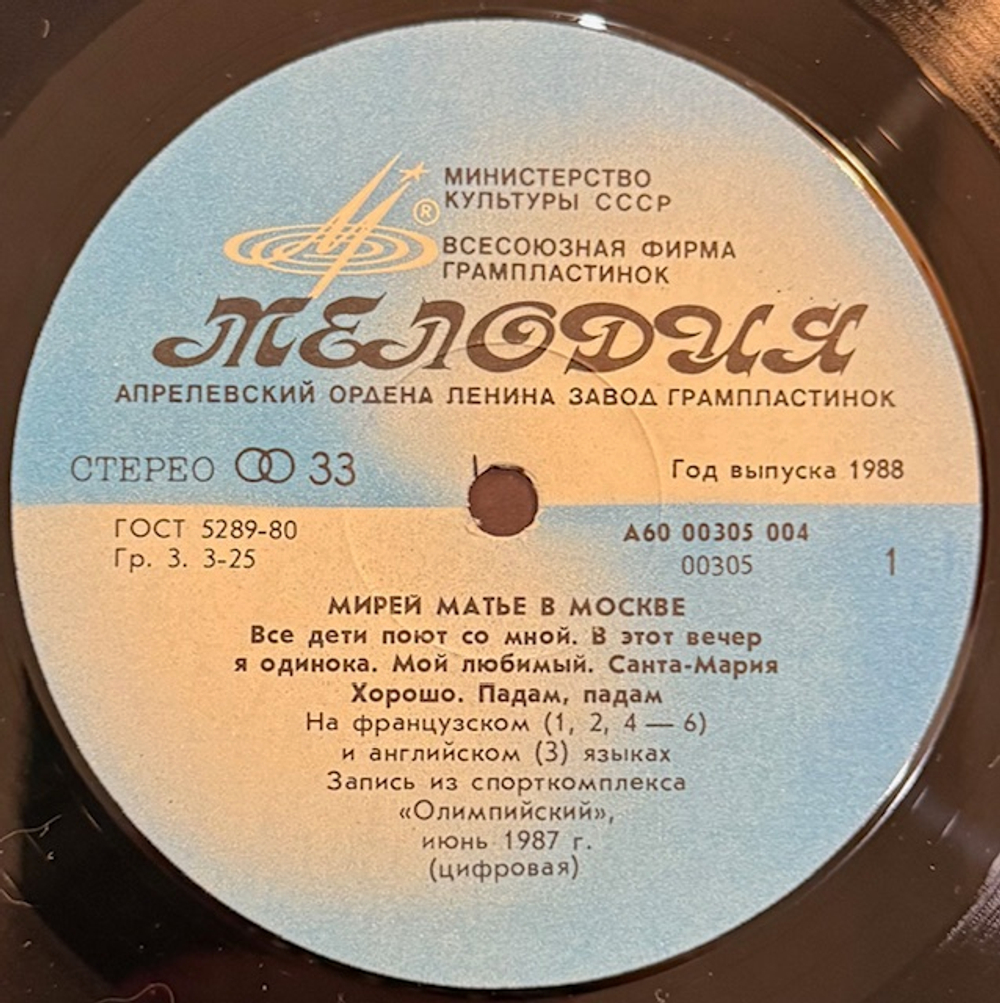 МИНИСТЕРСТВО
КУЛЬТУРЫ СССР
®
ВСЕСОЮЗНАЯ ФИРМА
ГРАМПЛАСТИНОК
МЕЛОДИЯ
АПРЕЛЕВСКИЙ ОРДЕНА ЛЕНИНА ЗАВОД ГРАМПЛАСТИНОК
СТЕРЕО 33 Год выпуска 1988
ГОСТ 5289-80 А60 00305 004
Гр. 3. 3-25 00305 1
МИРЕЙ МАТЬЕ В МОСКВЕ
Все дети поют со мной. В этот вечер
я одинока. Мой любимый. Санта-Мария
Хорошо. Падам, падам
На французском (1, 2, 4 — 6)
и английском (3) языках
Запись из спорткомплекса
«Олимпийский»,
июнь 1987 г.
(цифровая)